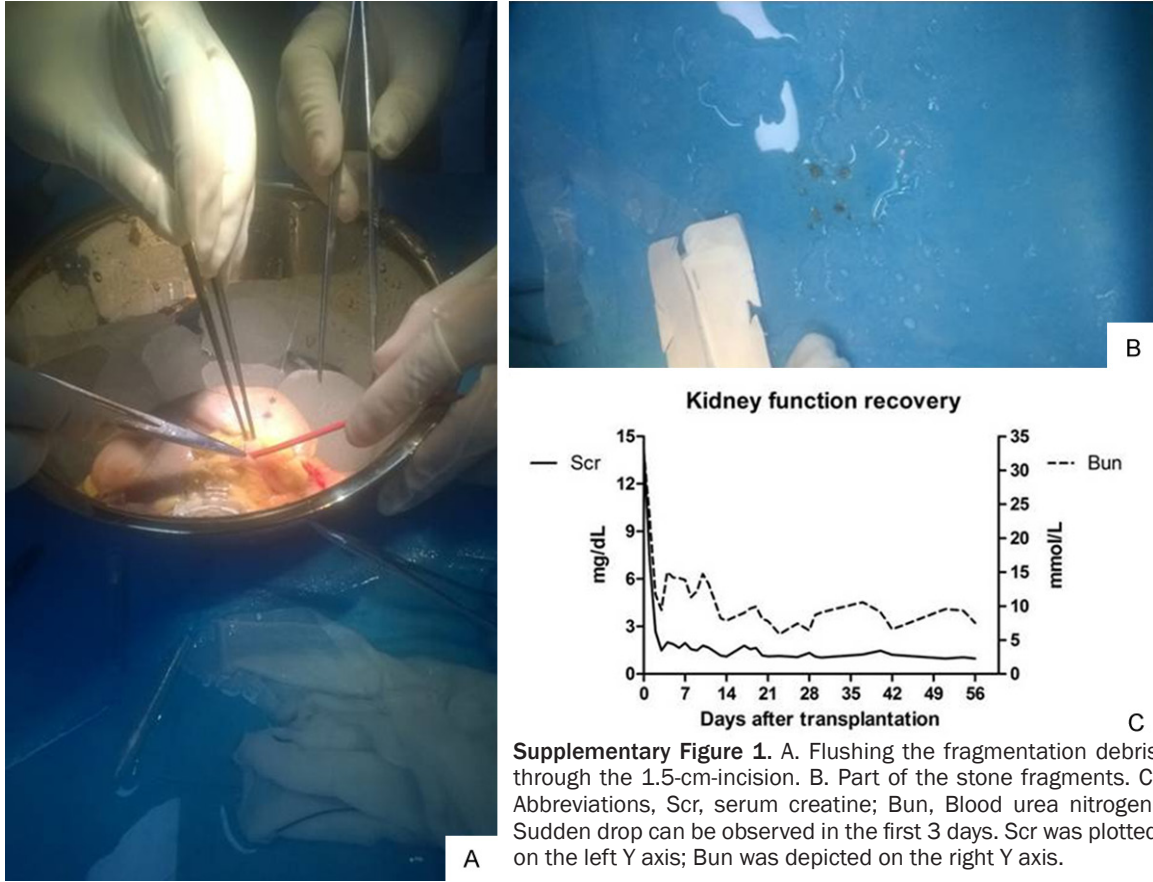 A
B
Kidney function recovery
Scr
Bun
mg/dL
15
12
9
6
3
0
mmol/L
35
30
25
20
15
10
5
0
0 7 14 21 28 35 42 49 56
Days after transplantation
C
Supplementary Figure 1. A. Flushing the fragmentation debris
through the 1.5-cm-incision. B. Part of the stone fragments. C
Abbreviations, Scr, serum creatine; Bun, Blood urea nitrogen
Sudden drop can be observed in the first 3 days. Scr was plotted
on the left Y axis; Bun was depicted on the right Y axis.